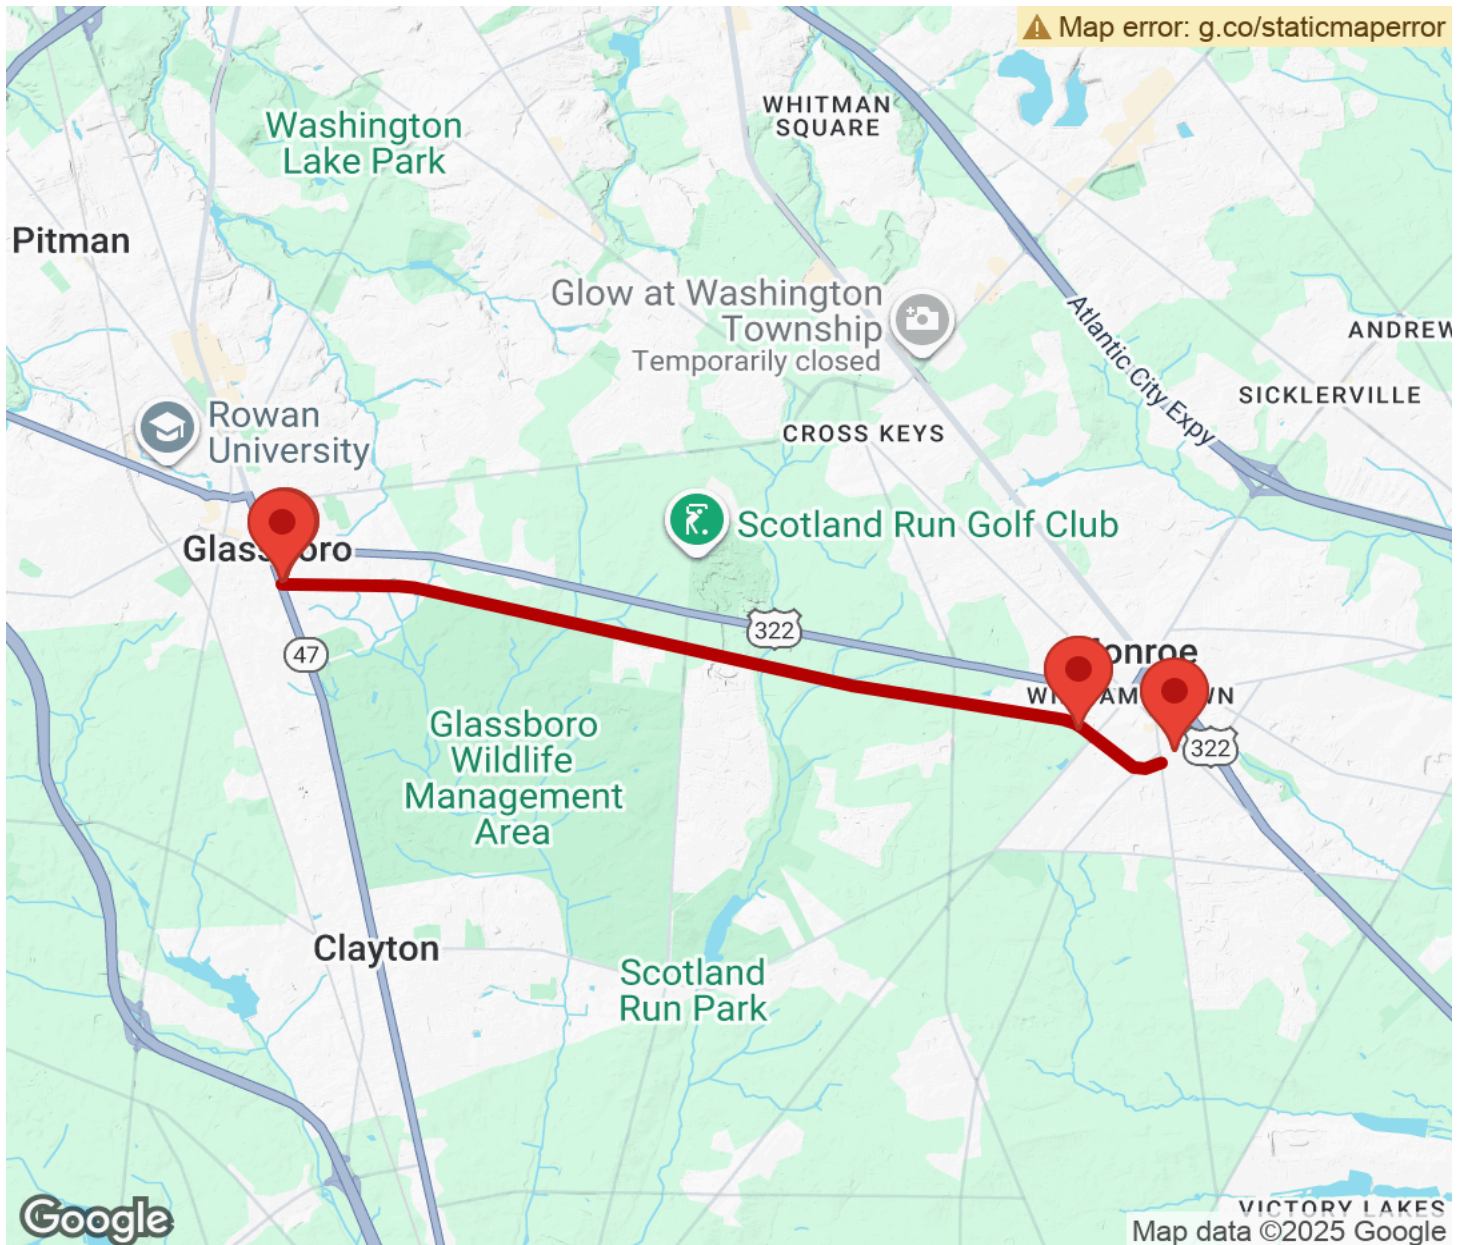 Map error: g.co/staticmaperror
WHITMAN
SQUARE
Washington
Lake Park
Pitman
Glow at Washington
Township
Temporarily closed
Atlantic City Expy
ANDREW
SICKLERVILLE
Rowan
University
CROSS KEYS
Scotland Run Golf Club
322
47
322
Glassboro
Wildlife
Management
Area
Clayton
Scotland
Run Park
VICTORY LAKES
Google
Map data ©2025 Google